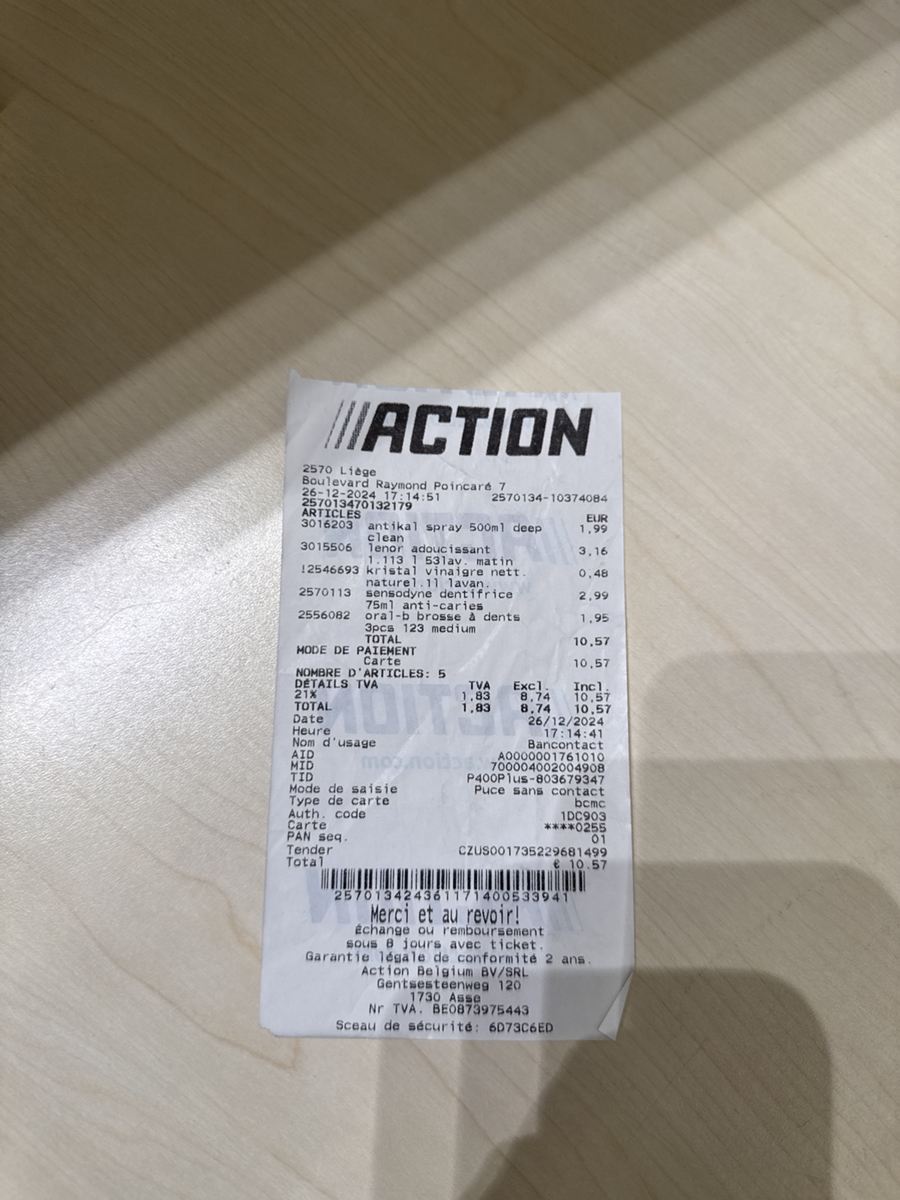 ACTION
2570 Liège
Boulevard Raymond Poincaré 7
26-12-2024 17:14:51 2570134-10374084
257013470132179
ARTICLES EUR
3016203 antikal spray 500ml deep 1,99
clean
3015506 lenor adoucissant 3,16
1.113 l 53lav. matin
!2546693 kristal vinaigre nett. 0,48
naturel.1l lavan.
2570113 sensodyne dentifrice 2,99
75ml anti-caries
2556082 oral-b brosse à dents 1,95
3pcs 123 medium
TOTAL 10,57
MODE DE PAIEMENT
Carte 10,57
NOMBRE D'ARTICLES: 5
DÉTAILS TVA TVA Excl. Incl.
21% 1,83 8,74 10,57
TOTAL 1,83 8,74 10,57
Date 26/12/2024
Heure 17:14:41
Nom d'usage Bancontact
AID A0000001761010
MID 700004002004908
TID P400Plus-803679347
Mode de saisie Puce sans contact
Type de carte bcmc
Auth. code 1DC903
Carte ****0255
PAN seq. 01
Tender CZUS001735229681499
Total € 10.57
2570134243611714005339​41
Merci et au revoir!
Échange ou remboursement
sous 8 jours avec ticket.
Garantie légale de conformité 2 ans.
Action Belgium BV/SRL
Gentsesteenweg 120
1730 Asse
Nr TVA. BE0873975443
Sceau de sécurité: 6D73C6ED